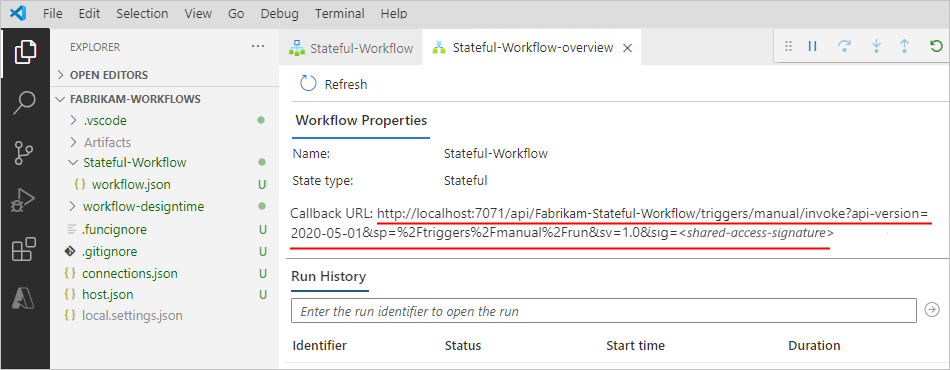 File Edit Selection View Go Debug Terminal Help
EXPLORER ···
OPEN EDITORS
FABRIKAM-WORKFLOWS
.vscode
Artifacts
Stateful-Workflow
{} workflow.json U
workflow-designtime
.funcignore U
.gitignore U
{} connections.json U
{} host.json U
{} local.settings.json
Stateful-Workflow Stateful-Workflow-overview
Refresh
Workflow Properties
Name: Stateful-Workflow
State type: Stateful
Callback URL: http://localhost:7071/api/Fabrikam-Stateful-Workflow/triggers/manual/invoke?api-version=
2020-05-01&sp=%2Ftriggers%2Fmanual%2Frun&sv=1.0&isig=<shared-access-signature>
Run History
Enter the run identifier to open the run
Identifier Status Start time Duration